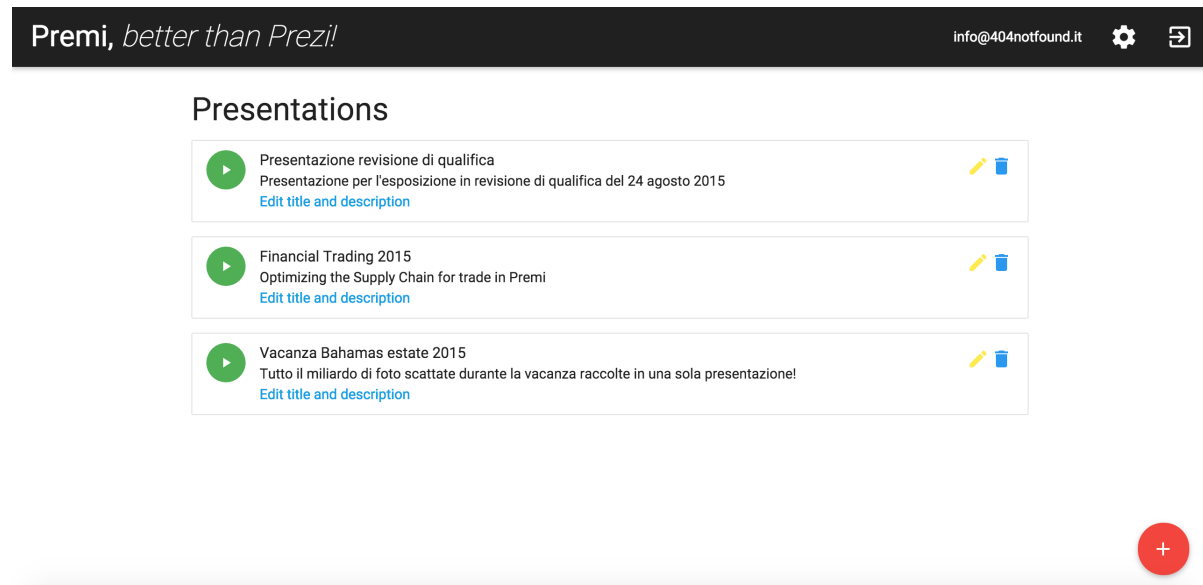 Premi, better than Prezi!
info@404notfound.it
Presentations
Presentazione revisione di qualifica
Presentazione per l'esposizione in revisione di qualifica del 24 agosto 2015
Edit title and description
Financial Trading 2015
Optimizing the Supply Chain for trade in Premi
Edit title and description
Vacanza Bahamas estate 2015
Tutto il miliardo di foto scattate durante la vacanza raccolte in una sola presentazione!
Edit title and description